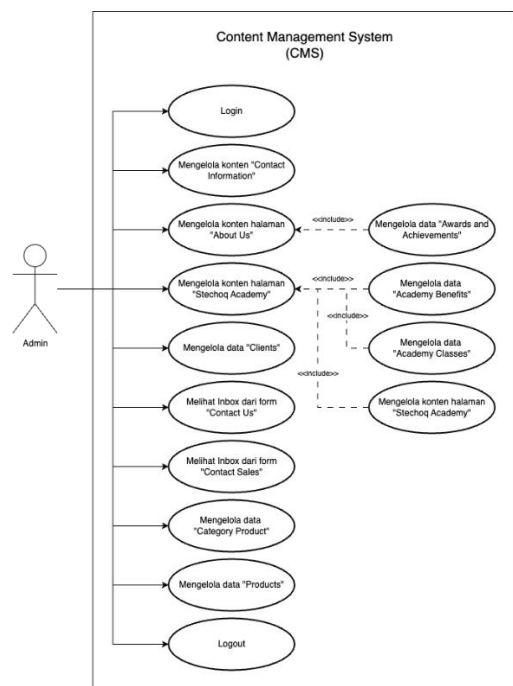 Content Management System
(CMS)
Login
Mengelola konten "Contact
Information"
Mengelola konten halaman
"About Us"
<<include>>
Mengelola data "Awards and
Achievements"
Admin
Mengelola konten halaman
"Stechoq Academy"
<<include>>
Mengelola data
"Academy Benefits"
<<include>>
Mengelola data "Clients"
Mengelola data
"Academy Classes"
<<include>>
Melihat Inbox dari form
"Contact Us"
Mengelola konten halaman
"Stechoq Academy"
Melihat Inbox dari form
"Contact Sales"
Mengelola data
"Category Product"
Mengelola data "Products"
Logout